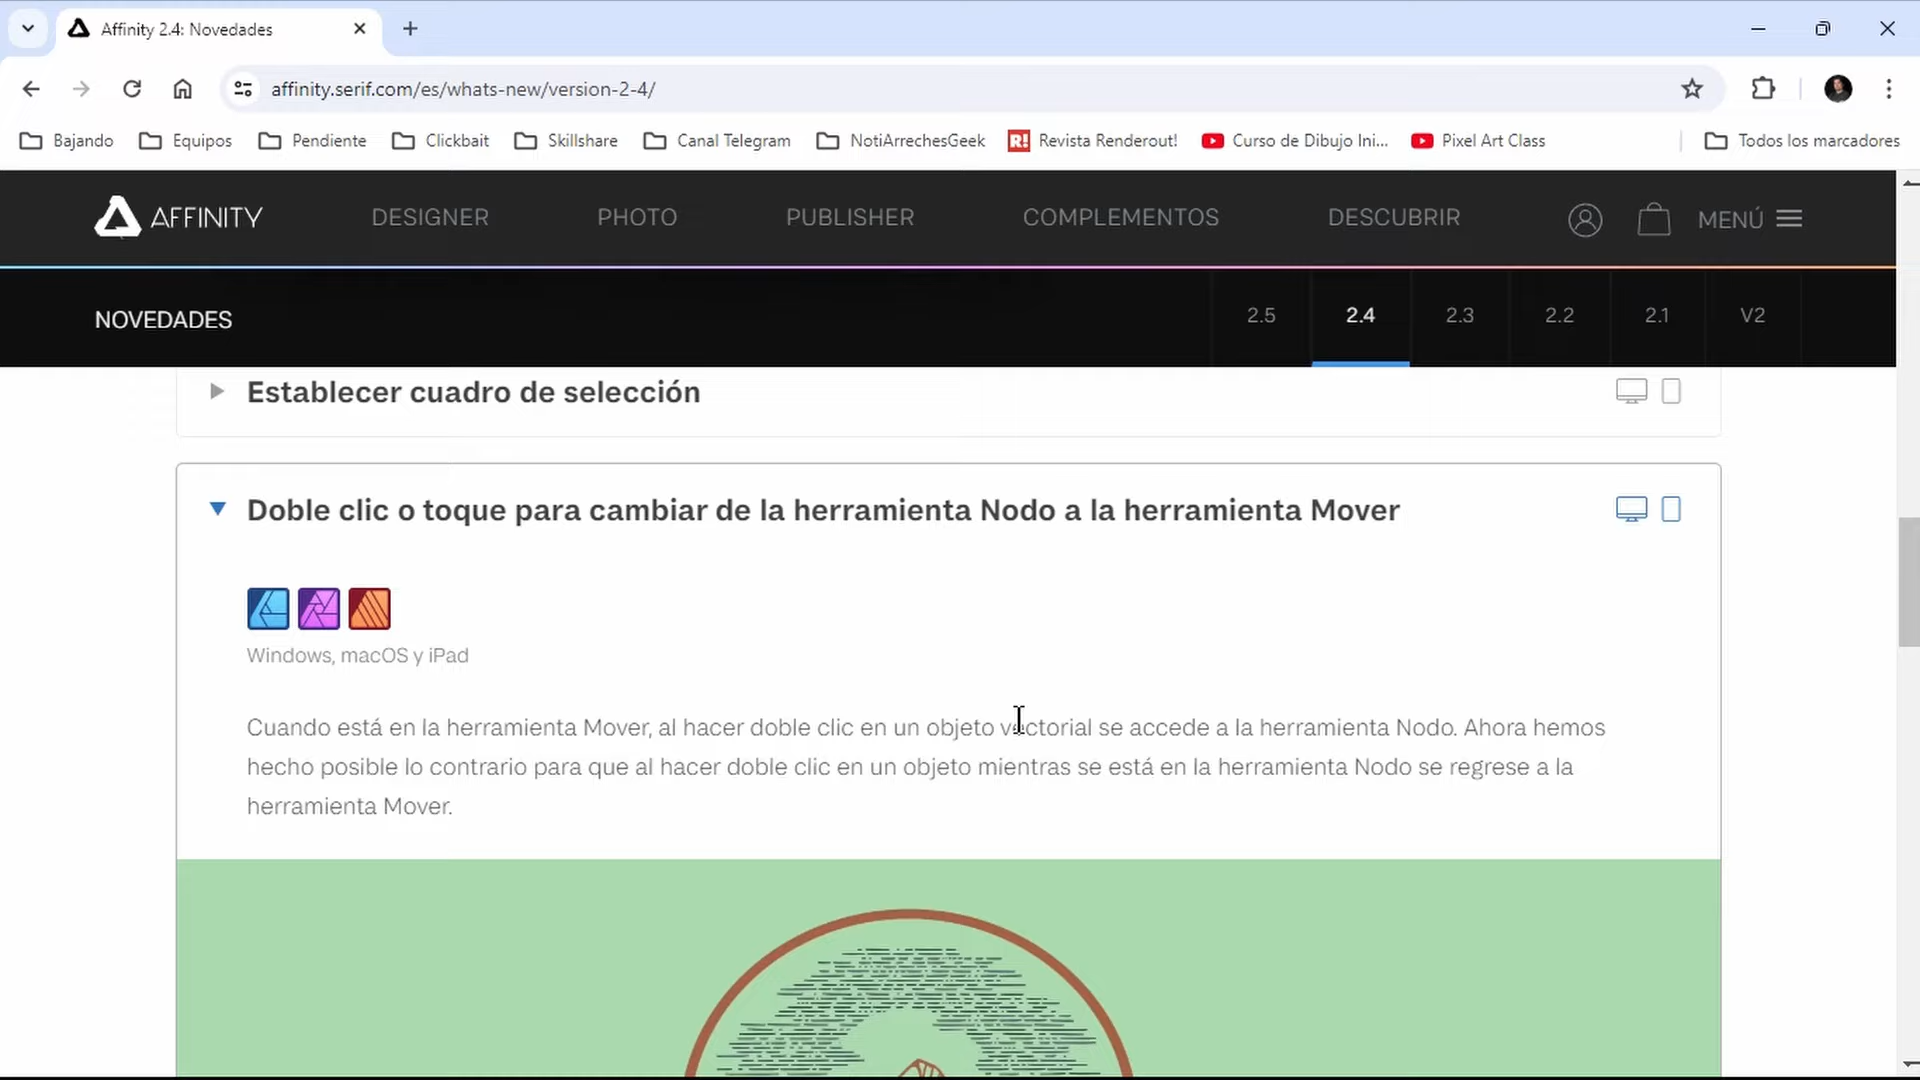 Affinity 2.4: Novedades
affinity.serif.com/es/whats-new/version-2-4/
Bajando Equipos Pendiente Clickbait Skillshare Canal Telegram NotiArrechesGeek R! Revista Renderout! Curso de Dibujo Ini... Pixel Art Class Todos los marcadores
AFFINITY DESIGNER PHOTO PUBLISHER COMPLEMENTOS DESCUBRIR MENÚ
NOVEDADES 2.5 2.4 2.3 2.2 2.1 V2
Establecer cuadro de selección
Doble clic o toque para cambiar de la herramienta Nodo a la herramienta Mover
Windows, macOS y iPad
Cuando está en la herramienta Mover, al hacer doble clic en un objeto vectorial se accede a la herramienta Nodo. Ahora hemos
hecho posible lo contrario para que al hacer doble clic en un objeto mientras se está en la herramienta Nodo se regrese a la
herramienta Mover.